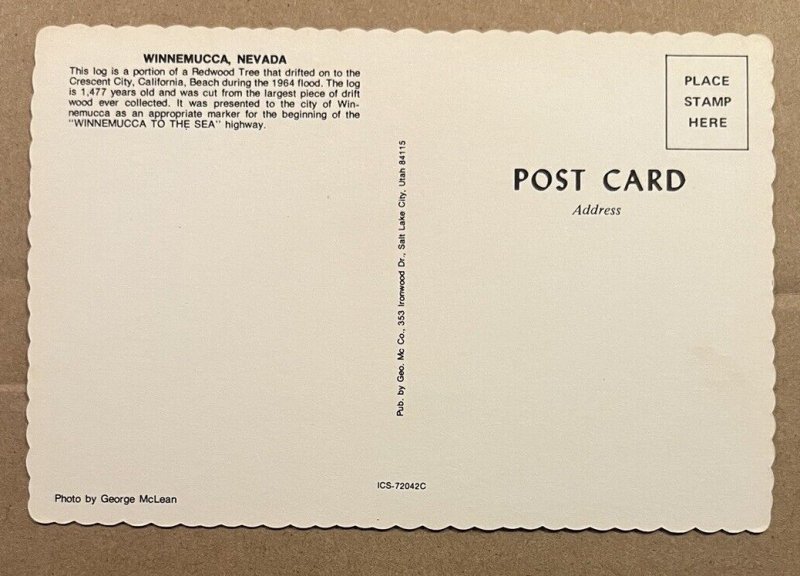 WINNEMUCCA, NEVADA
This log is a portion of a Redwood Tree that drifted on to the
Crescent City, California, Beach during the 1964 flood. The log
is 1,477 years old and was cut from the largest piece of drift
wood ever collected. It was presented to the city of Win-
nemucca as an appropriate marker for the beginning of the
"WINNEMUCCA TO THE SEA" highway.
Photo by George McLean
Pub. by Geo. Mc Co., 353 Ironwood Dr., Salt Lake City, Utah 84115
ICS-72042C
PLACE
STAMP
HERE
POST CARD
Address